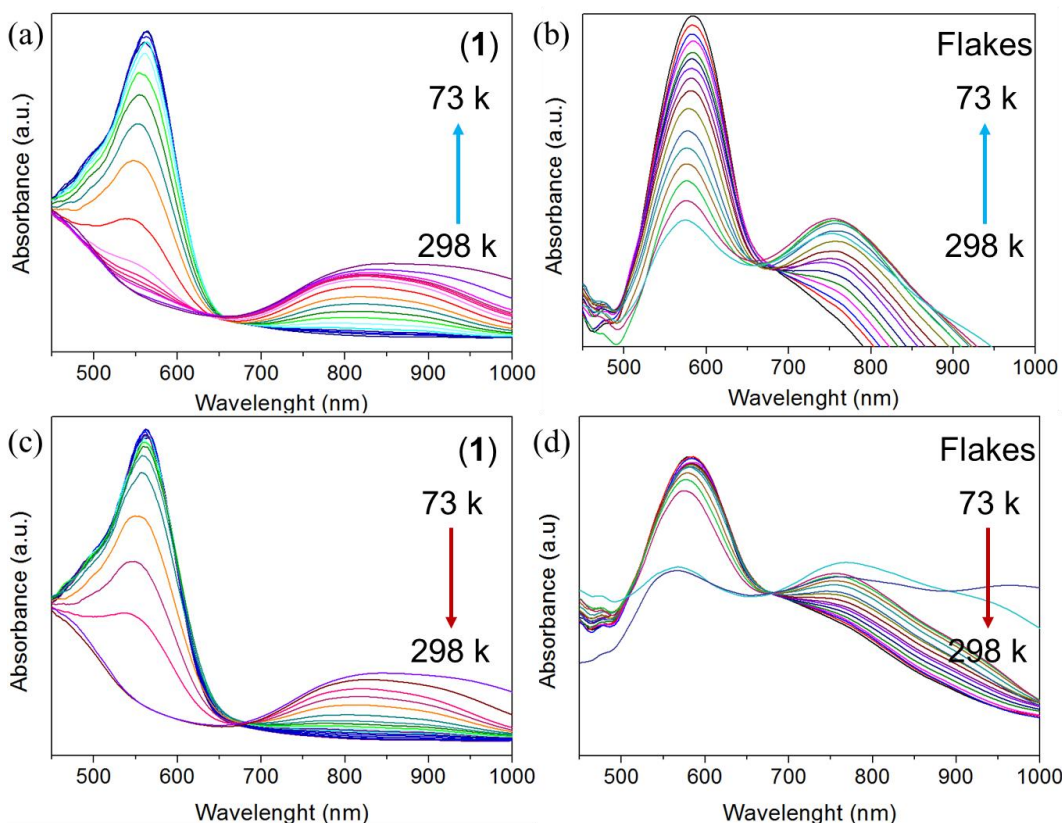 (a)
(1)
73 k
298 k
Absorbance (a.u.)
500 600 700 800 900 1000
Wavelenght (nm)
(b)
Flakes
73 k
298 k
Absorbance (a.u.)
500 600 700 800 900 1000
Wavelenght (nm)
(c)
(1)
73 k
298 k
Absorbance (a.u.)
500 600 700 800 900 1000
Wavelenght (nm)
(d)
Flakes
73 k
298 k
Absorbance (a.u)
500 600 700 800 900 1000
Wavelenght (nm)